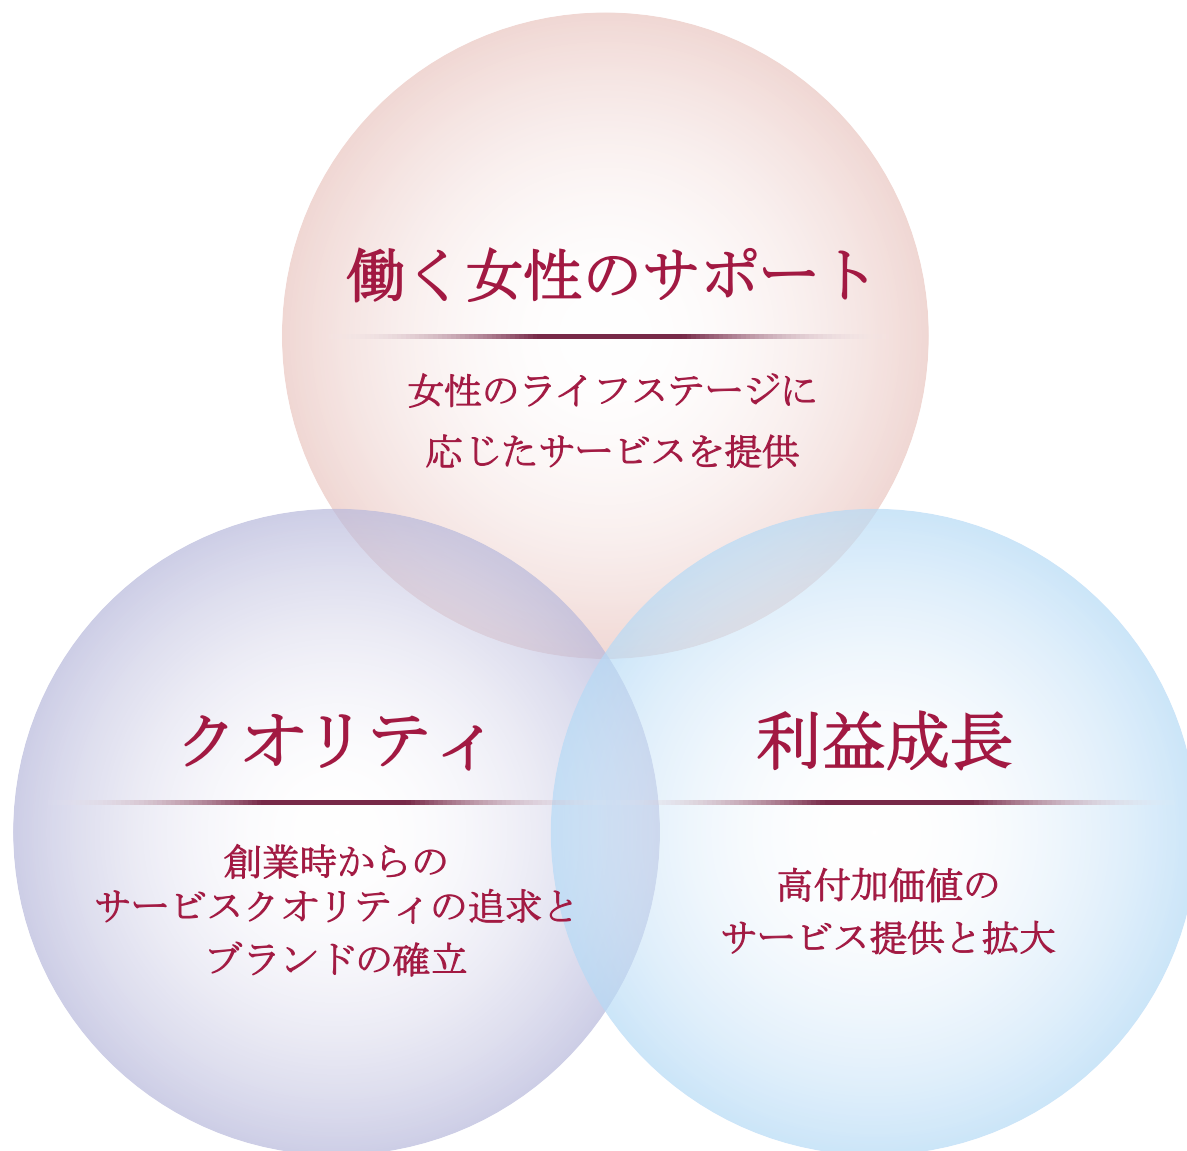 働く女性のサポート
女性のライフステージに
応じたサービスを提供
クオリティ
創業時からの
サービスクオリティの追求と
ブランドの確立
利益成長
高付加価値の
サービス提供と拡大